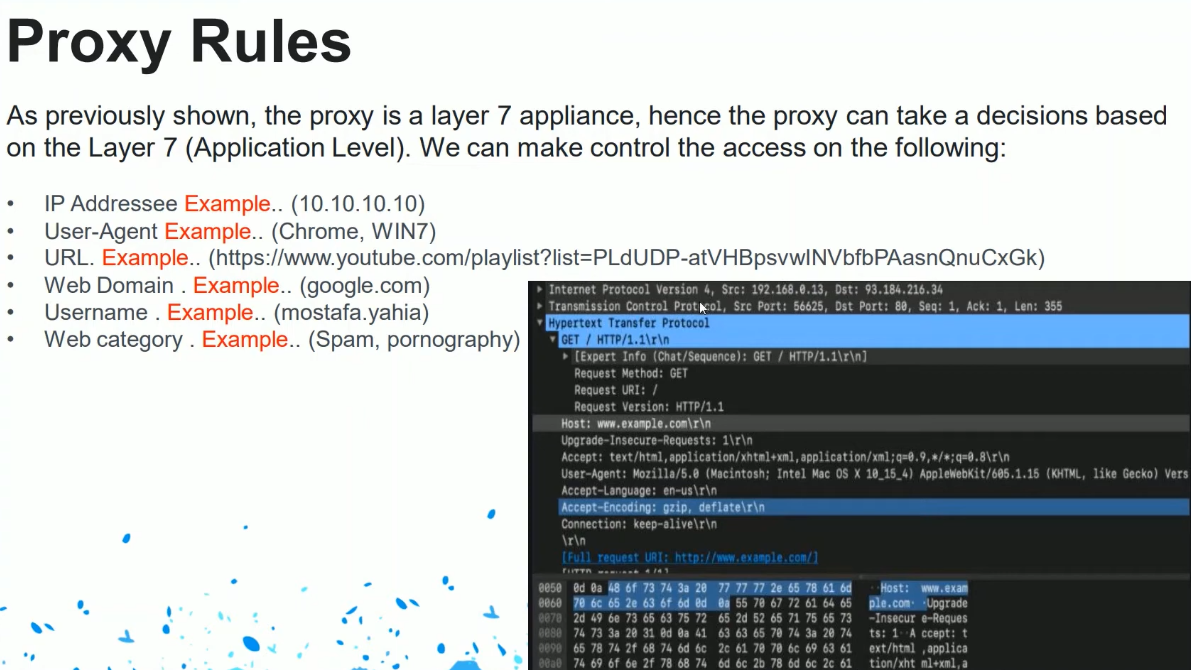 Proxy Rules
As previously shown, the proxy is a layer 7 appliance, hence the proxy can take a decisions based
on the Layer 7 (Application Level). We can make control the access on the following:
• IP Addressee Example.. (10.10.10.10)
• User-Agent Example.. (Chrome, WIN7)
• URL. Example.. (https://www.youtube.com/playlist?list=PLdUDP-atVHBpsvwINVbfbPAasnQnuCxGk)
• Web Domain . Example.. (google.com)
• Username . Example.. (mostafa.yahia)
• Web category . Example.. (Spam, pornography)
Internet Protocol Version 4, Src: 192.168.0.13, Dst: 93.184.216.34
Transmission Control Protocol, Src Port: 56625, Dst Port: 80, Seq: 1, Ack: 1, Len: 355
Hypertext Transfer Protocol
GET / HTTP/1.1\r\n
[Expert Info (Chat/Sequence): GET / HTTP/1.1\r\n]
Request Method: GET
Request URI: /
Request Version: HTTP/1.1
Host: www.example.com\r\n
Upgrade-Insecure-Requests: 1\r\n
Accept: text/html,application/xhtml+xml,application/xml;q=0.9,*/*;q=0.8\r\n
User-Agent: Mozilla/5.0 (Macintosh; Intel Mac OS X 10_15_4) AppleWebKit/605.1.15 (KHTML, like Gecko) Vers
Accept-Language: en-us\r\n
Accept-Encoding: gzip, deflate\r\n
Connection: keep-alive\r\n
\r\n
[Full request URI: http://www.example.com/]
[HTTP request 1/1]
0050 0d 0a 48 6f 73 74 3a 20 77 77 77 2e 65 78 61 6d ··Host: www.exam
0060 70 6c 65 2e 63 6f 6d 0d 0a 55 70 67 72 61 64 65 ple.com· ·Upgrade
0070 2d 49 6e 73 65 63 75 72 65 2d 52 65 71 75 65 73 -Insecur e-Reques
0080 74 73 3a 20 31 0d 0a 41 63 63 65 70 74 3a 20 74 ts: 1··A ccept: t
0090 65 78 74 2f 68 74 6d 6c 2c 61 70 70 6c 69 63 61 ext/html ,applica
00a0 74 69 6f 6e 2f 78 68 74 6d 6c 2b 78 6d 6c 2c 61 tion/xht ml+xml,a